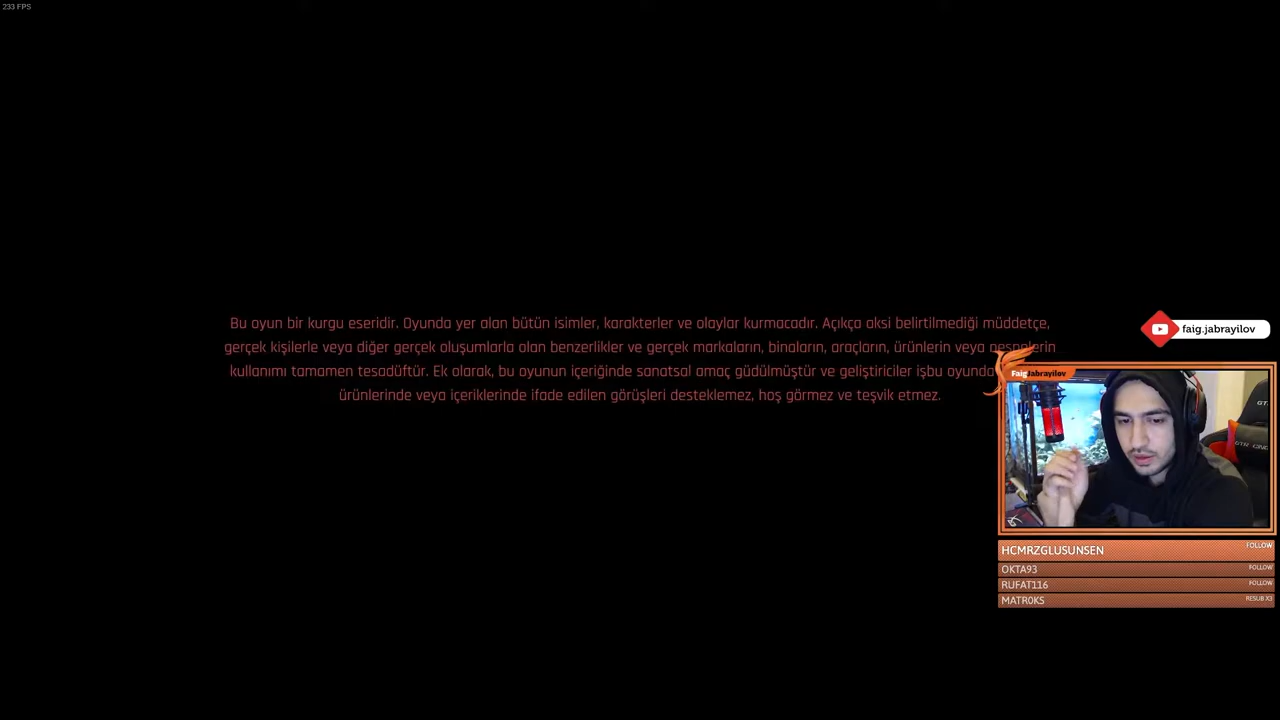 233 FPS
Bu oyun bir kurgu eseridir. Oyunda yer alan bütün isimler, karakterler ve olaylar kurmacadır. Açıkça aksi belirtilmediği müddetçe,
gerçek kişilerle veya diğer gerçek oluşumlarla olan benzerlikler ve gerçek markaların, binaların, araçların, ürünlerin veya nesnelerin
kullanımı tamamen tesadüftür. Ek olarak, bu oyunun içeriğinde sanatsal amaç güdülmüştür ve geliştiriciler işbu oyunda
ürünlerinde veya içeriklerinde ifade edilen görüşleri desteklemez, hoş görmez ve teşvik etmez.
faig.jabrayilov
FaigJabrayilov
HCMRZGLUSUNSEN FOLLOW
OKTA93 FOLLOW
RUFAT116 FOLLOW
MATR0KS RESUB X3